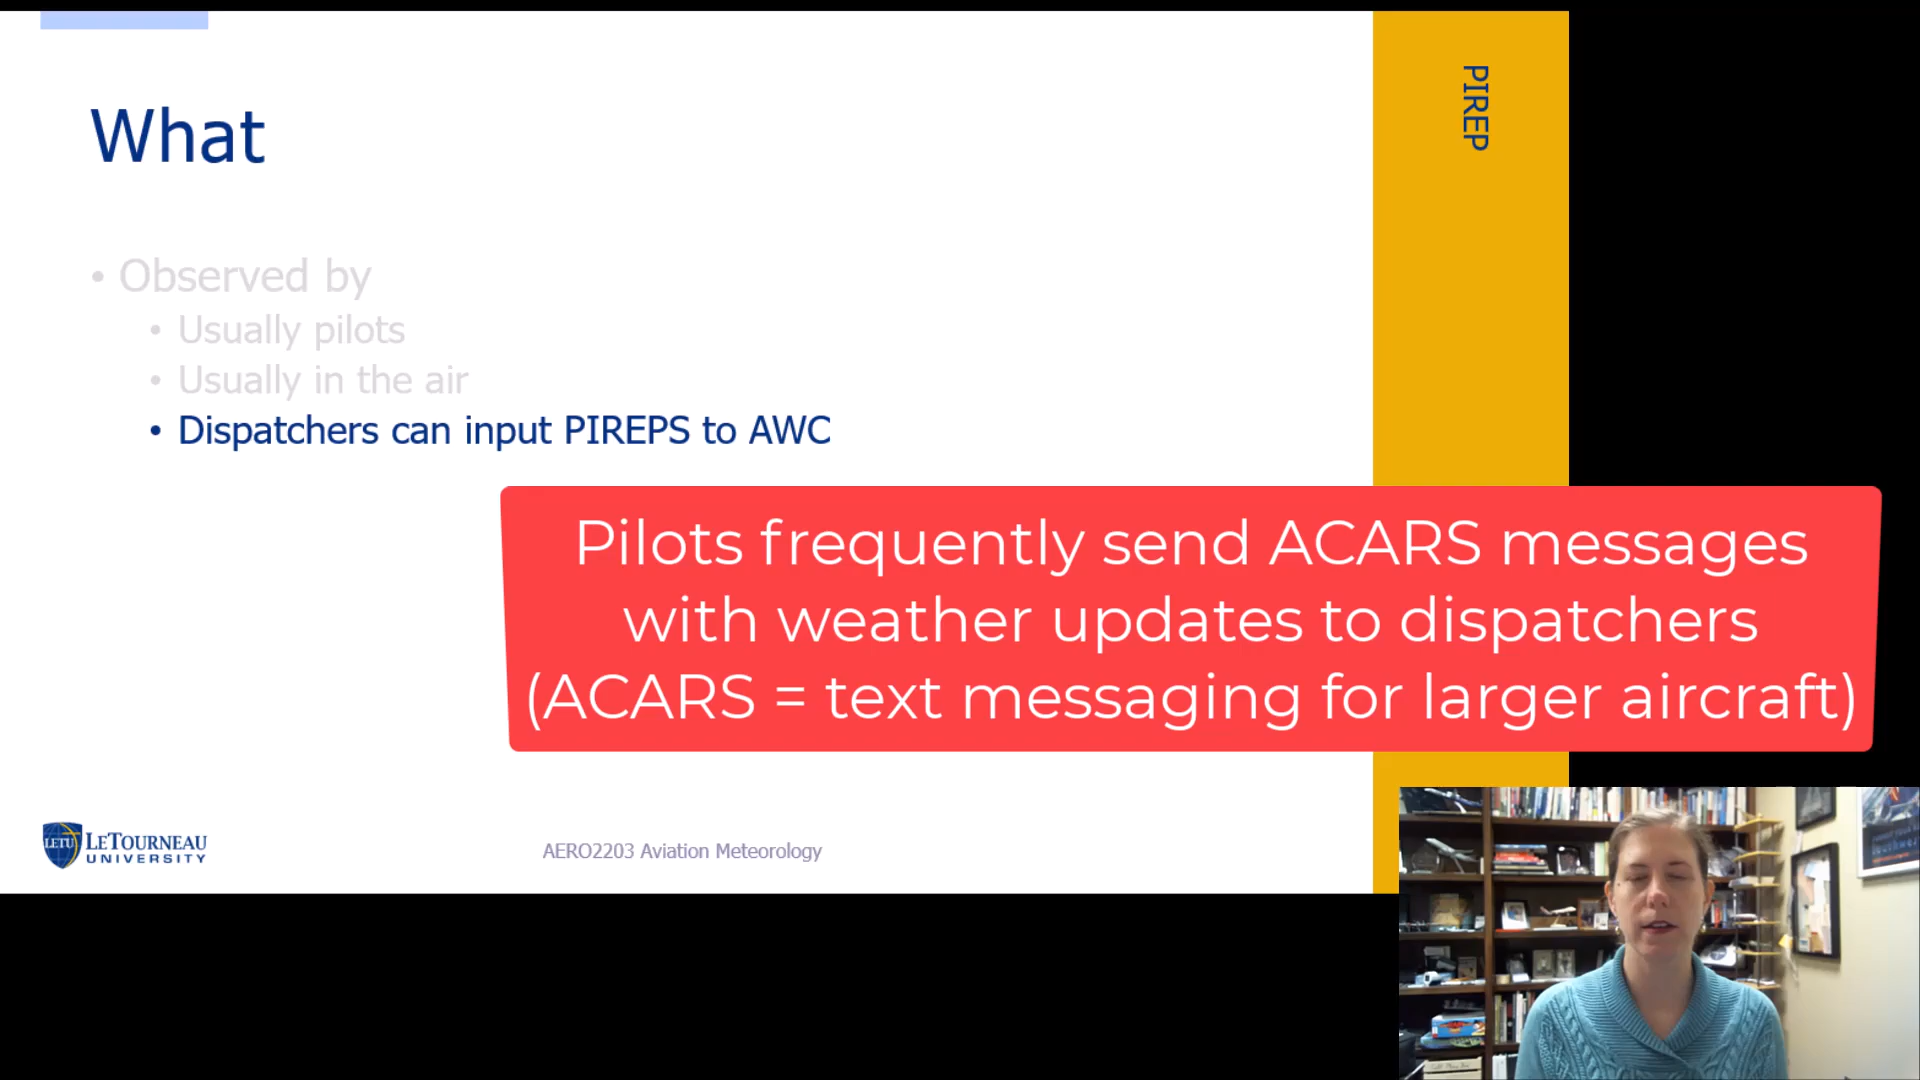 What
PIREP
• Observed by
• Usually pilots
• Usually in the air
• Dispatchers can input PIREPS to AWC
Pilots frequently send ACARS messages
with weather updates to dispatchers
(ACARS = text messaging for larger aircraft)
LETU
LETOURNEAU
UNIVERSITY
AERO2203 Aviation Meteorology